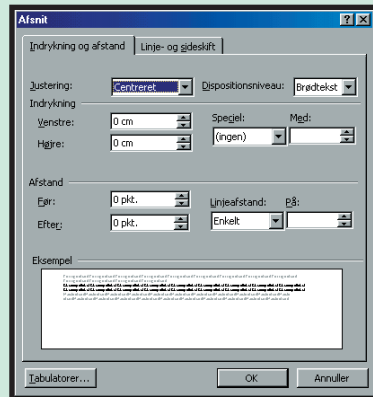 Afsnit
Indrykning og afstand Linje- og sideskift
Justering: Centreret Dispositionsniveau: Brødtekst
Indrykning
Venstre: 0 cm Speciel: Med:
Højre: 0 cm (ingen)
Afstand
Før: 0 pkt. Linjeafstand: På:
Efter: 0 pkt. Enkelt
Eksempel
Tabulatorer... OK Annuller